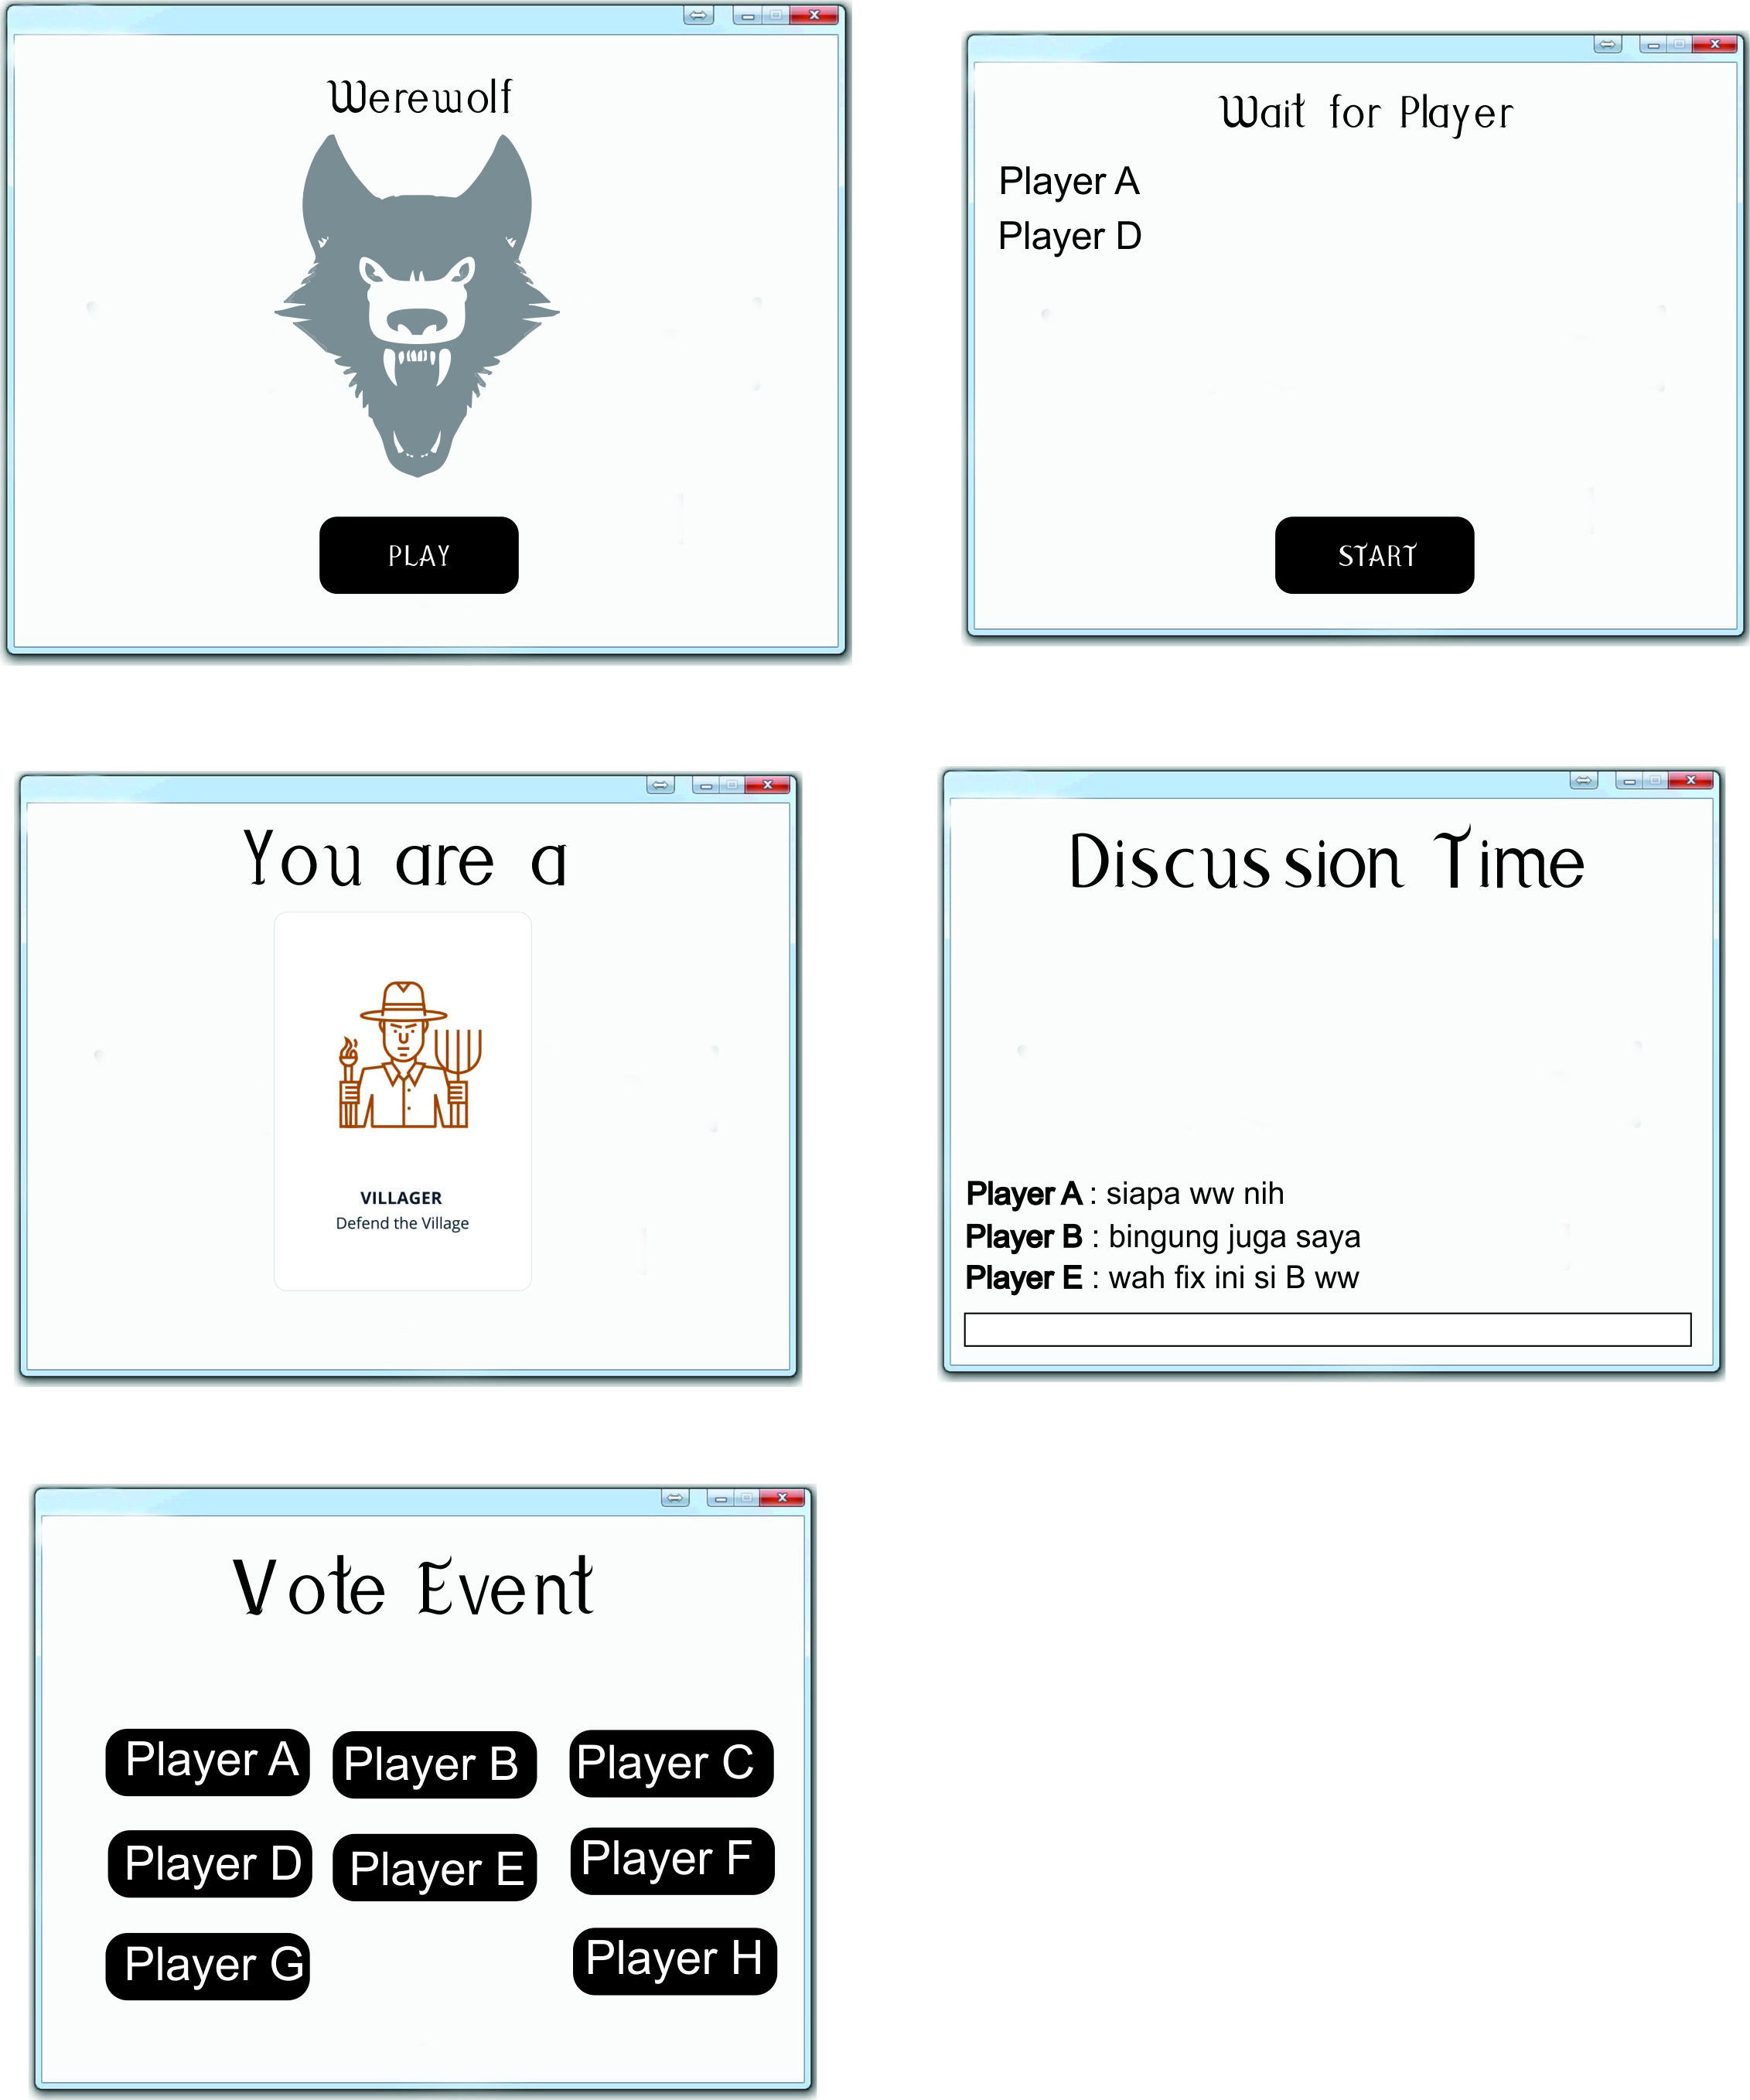 Werewolf
PLAY
Wait for Player
Player A
Player D
START
You are a
VILLAGER
Defend the Village
Discussion Time
Player A : siapa ww nih
Player B : bingung juga saya
Player E : wah fix ini si B ww
Vote Event
Player A Player B Player C
Player D Player E Player F
Player G Player H